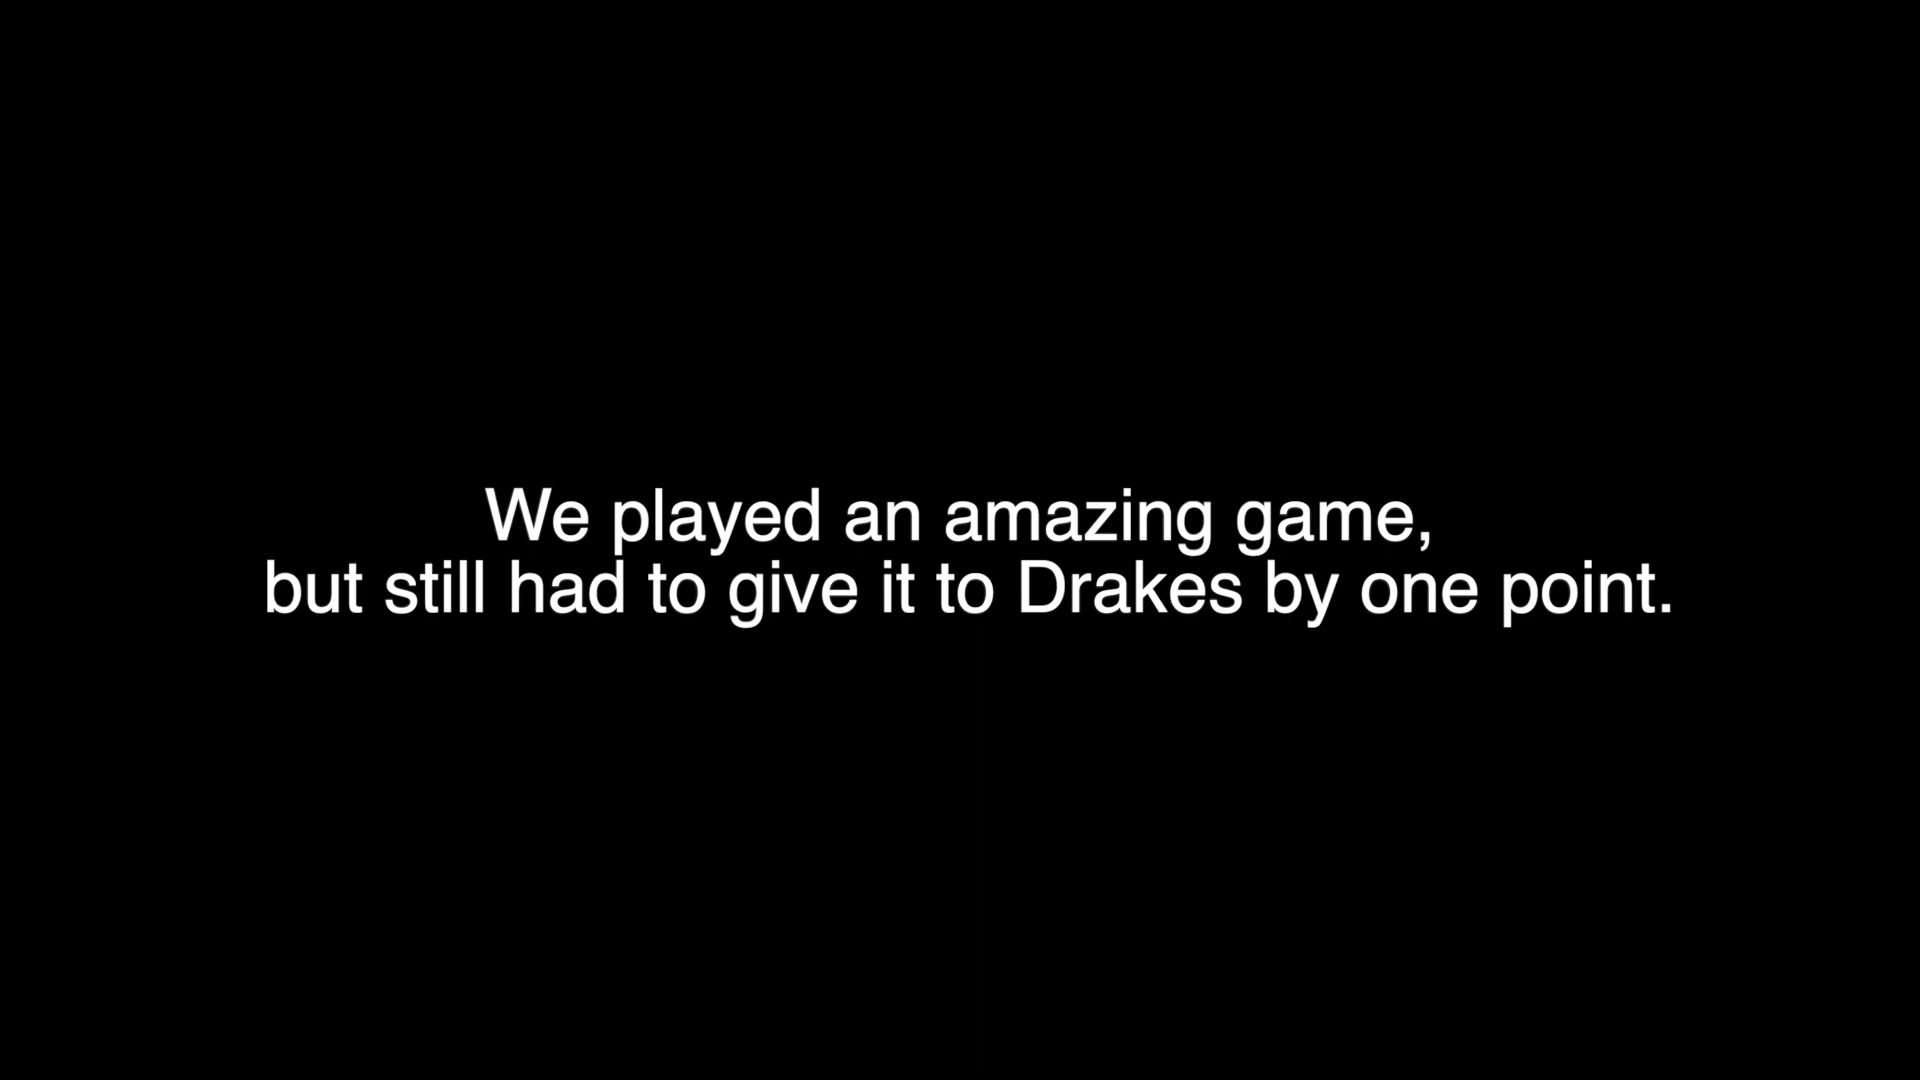 We played an amazing game,
but still had to give it to Drakes by one point.